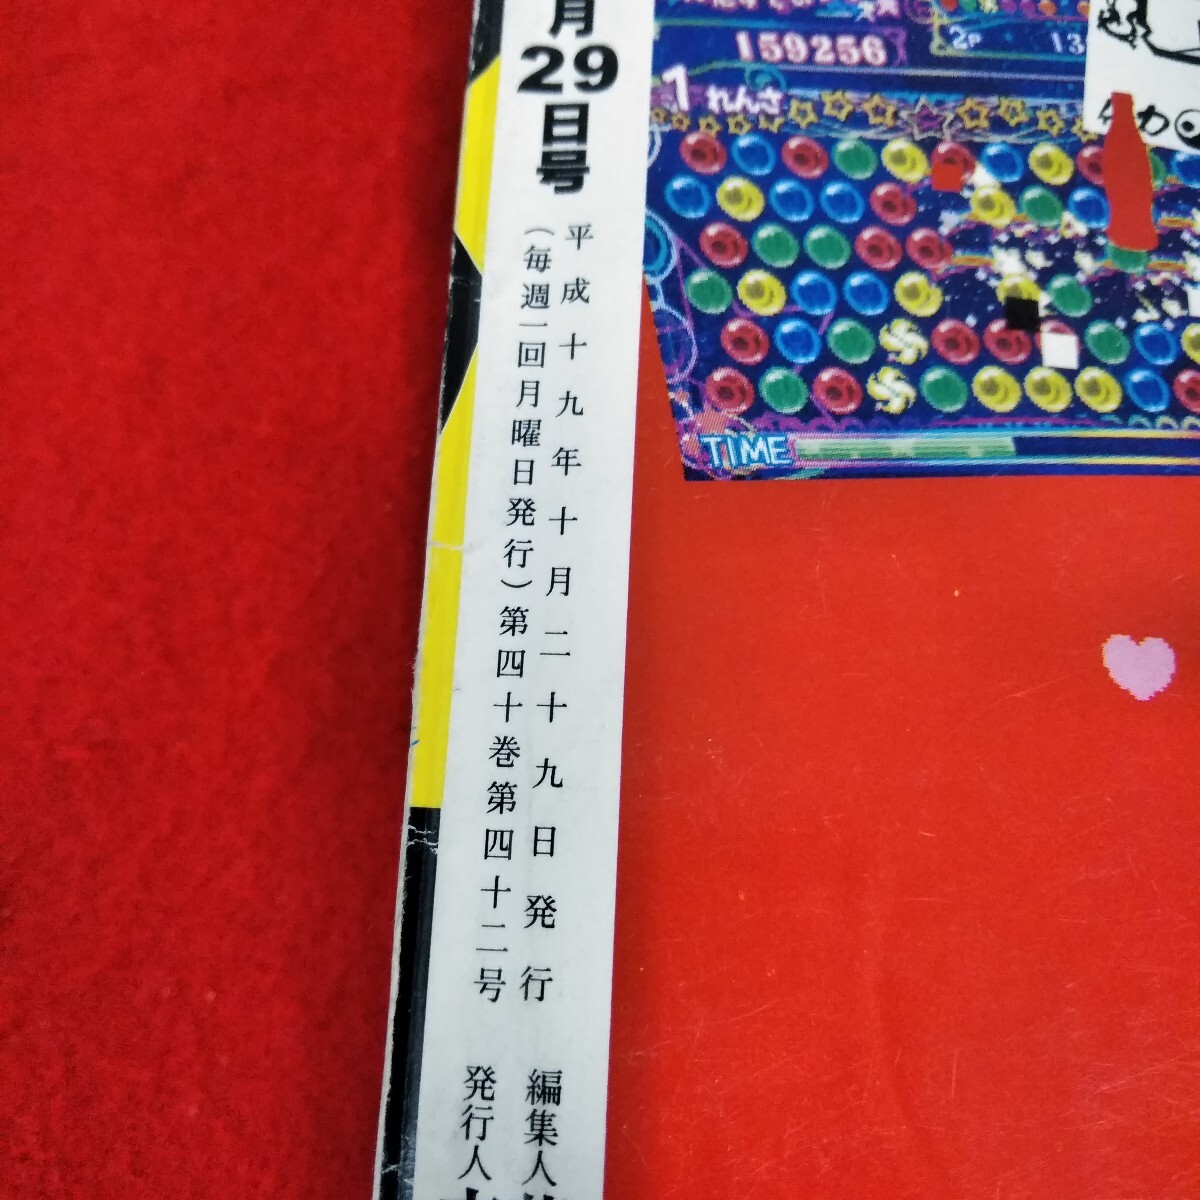 月29日号
平成十九年十月二十九日発行
(毎週一回月曜日発行)第四十巻第四十二号
編集人
発行人
159256
2P 13
1 れんさ
TIME